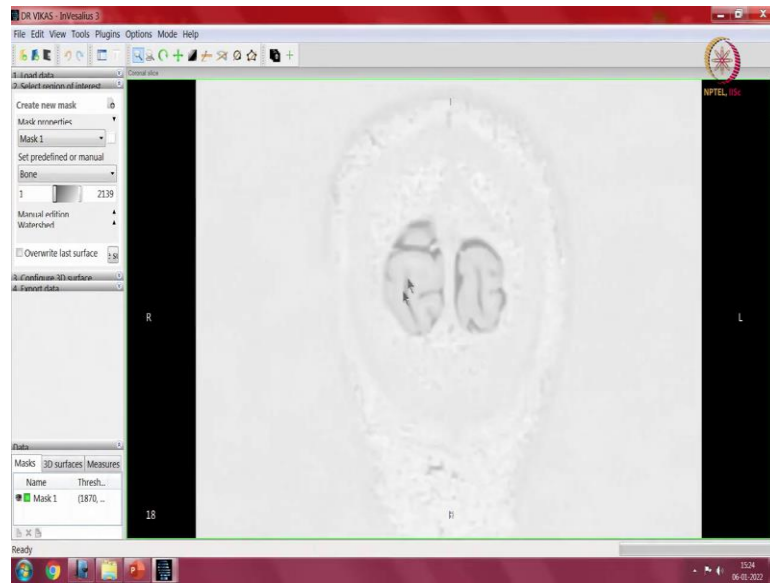 DR VIKAS - InVesalius 3
File Edit View Tools Plugins Options Mode Help
1. Load data
2. Select region of interest
Create new mask
Mask properties
Mask 1
Set predefined or manual
Bone
1 2139
Manual edition
Watershed
Overwrite last surface
3. Configure 3D surface
4. Export data
Data
Masks 3D surfaces Measures
Name Thresh..
Mask 1 (1870, ...
Ready
Coronal slice
R
L
18
NPTEL, IISc
15:24
06-01-2022